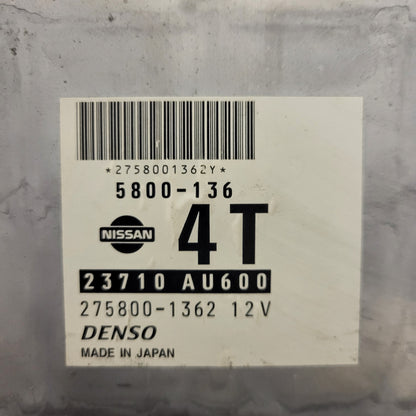 *2758001362Y*
5800-136
NISSAN 4T
23710 AU600
275800-1362 12V
DENSO
MADE IN JAPAN